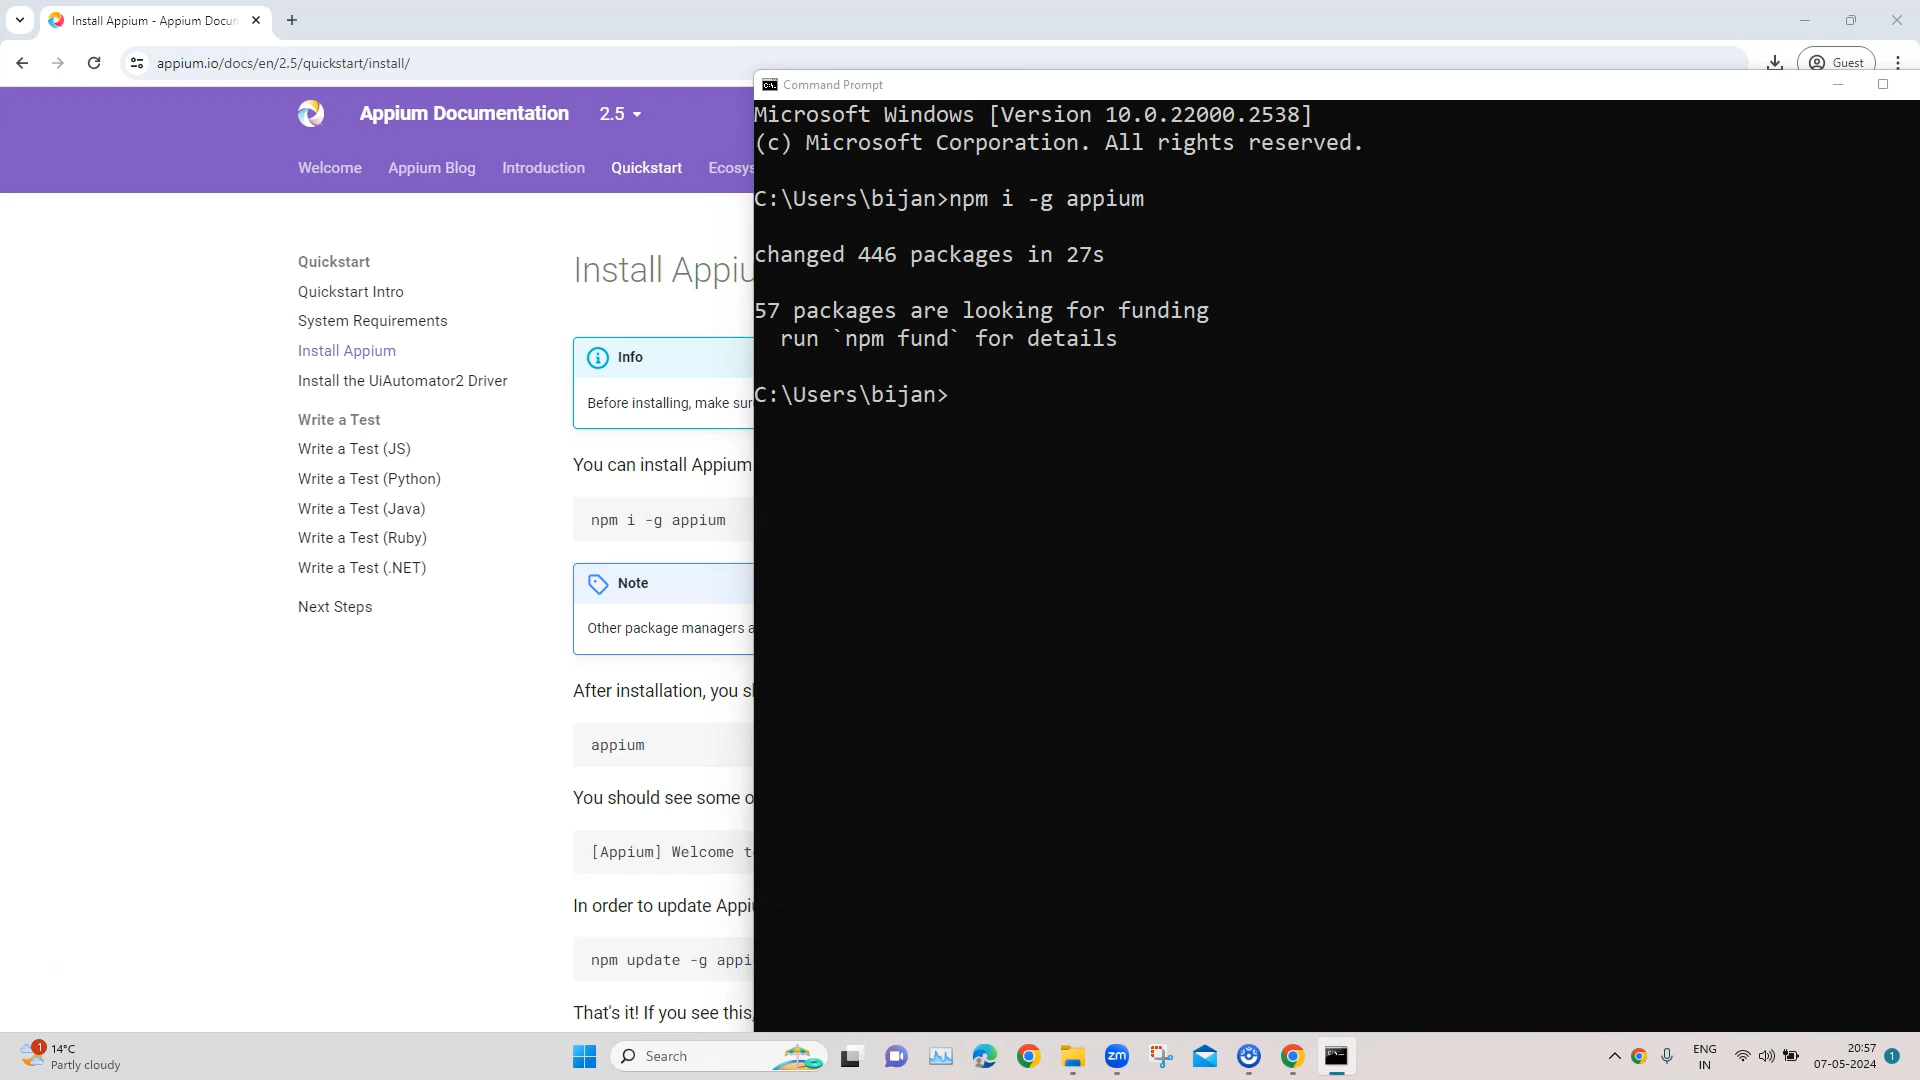 Install Appium - Appium Docun
appium.io/docs/en/2.5/quickstart/install/
Guest
Appium Documentation
2.5
Welcome
Appium Blog
Introduction
Quickstart
Ecosys
Quickstart
Quickstart Intro
System Requirements
Install Appium
Install the UiAutomator2 Driver
Write a Test
Write a Test (JS)
Write a Test (Python)
Write a Test (Java)
Write a Test (Ruby)
Write a Test (.NET)
Next Steps
Install Appiu
Info
Before installing, make sur
You can install Appium
npm i -g appium
Note
Other package managers a
After installation, you sl
appium
You should see some o
[Appium] Welcome t
In order to update Appi
npm update -g appi
That's it! If you see this,
Command Prompt
Microsoft Windows [Version 10.0.22000.2538]
(c) Microsoft Corporation. All rights reserved.
C:\Users\bijan>npm i -g appium
changed 446 packages in 27s
57 packages are looking for funding
run `npm fund` for details
C:\Users\bijan>
1
14°C
Partly cloudy
Search
zm
ENG
IN
20:57
07-05-2024
1